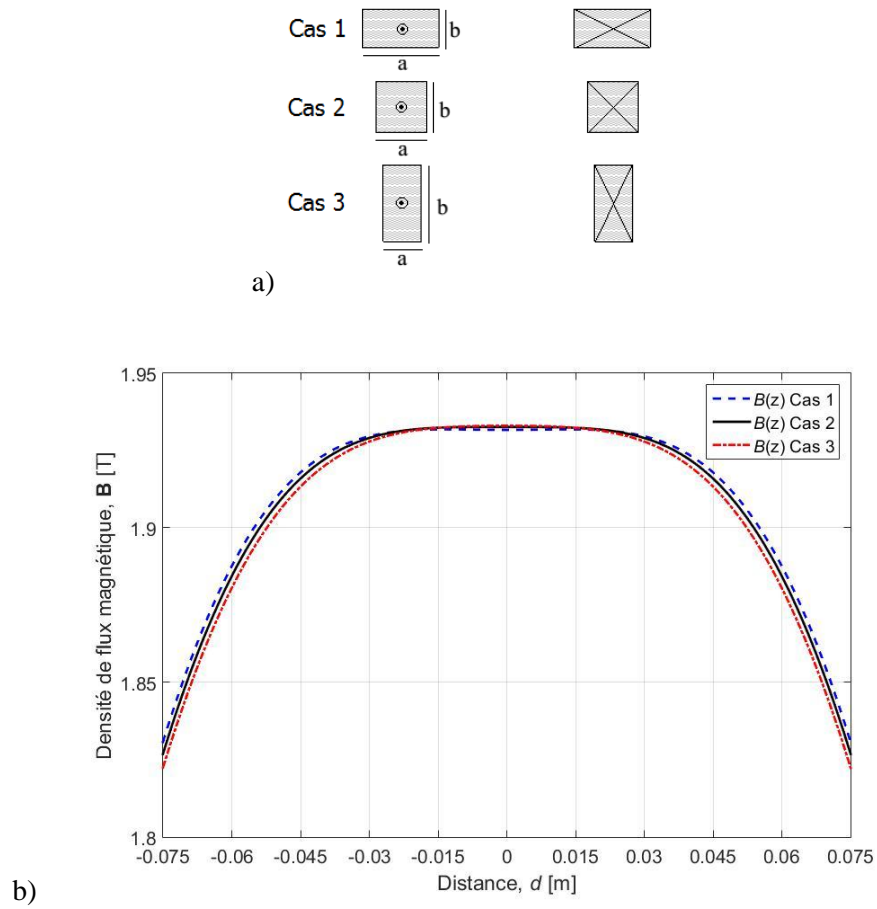 Cas 1
b
a
Cas 2
b
a
Cas 3
b
a
a)
1.95
1.9
1.85
1.8
Densité de flux magnétique, B [T]
B(z) Cas 1
B(z) Cas 2
B(z) Cas 3
-0.075 -0.06 -0.045 -0.03 -0.015 0 0.015 0.03 0.045 0.06 0.075
Distance, d [m]
b)